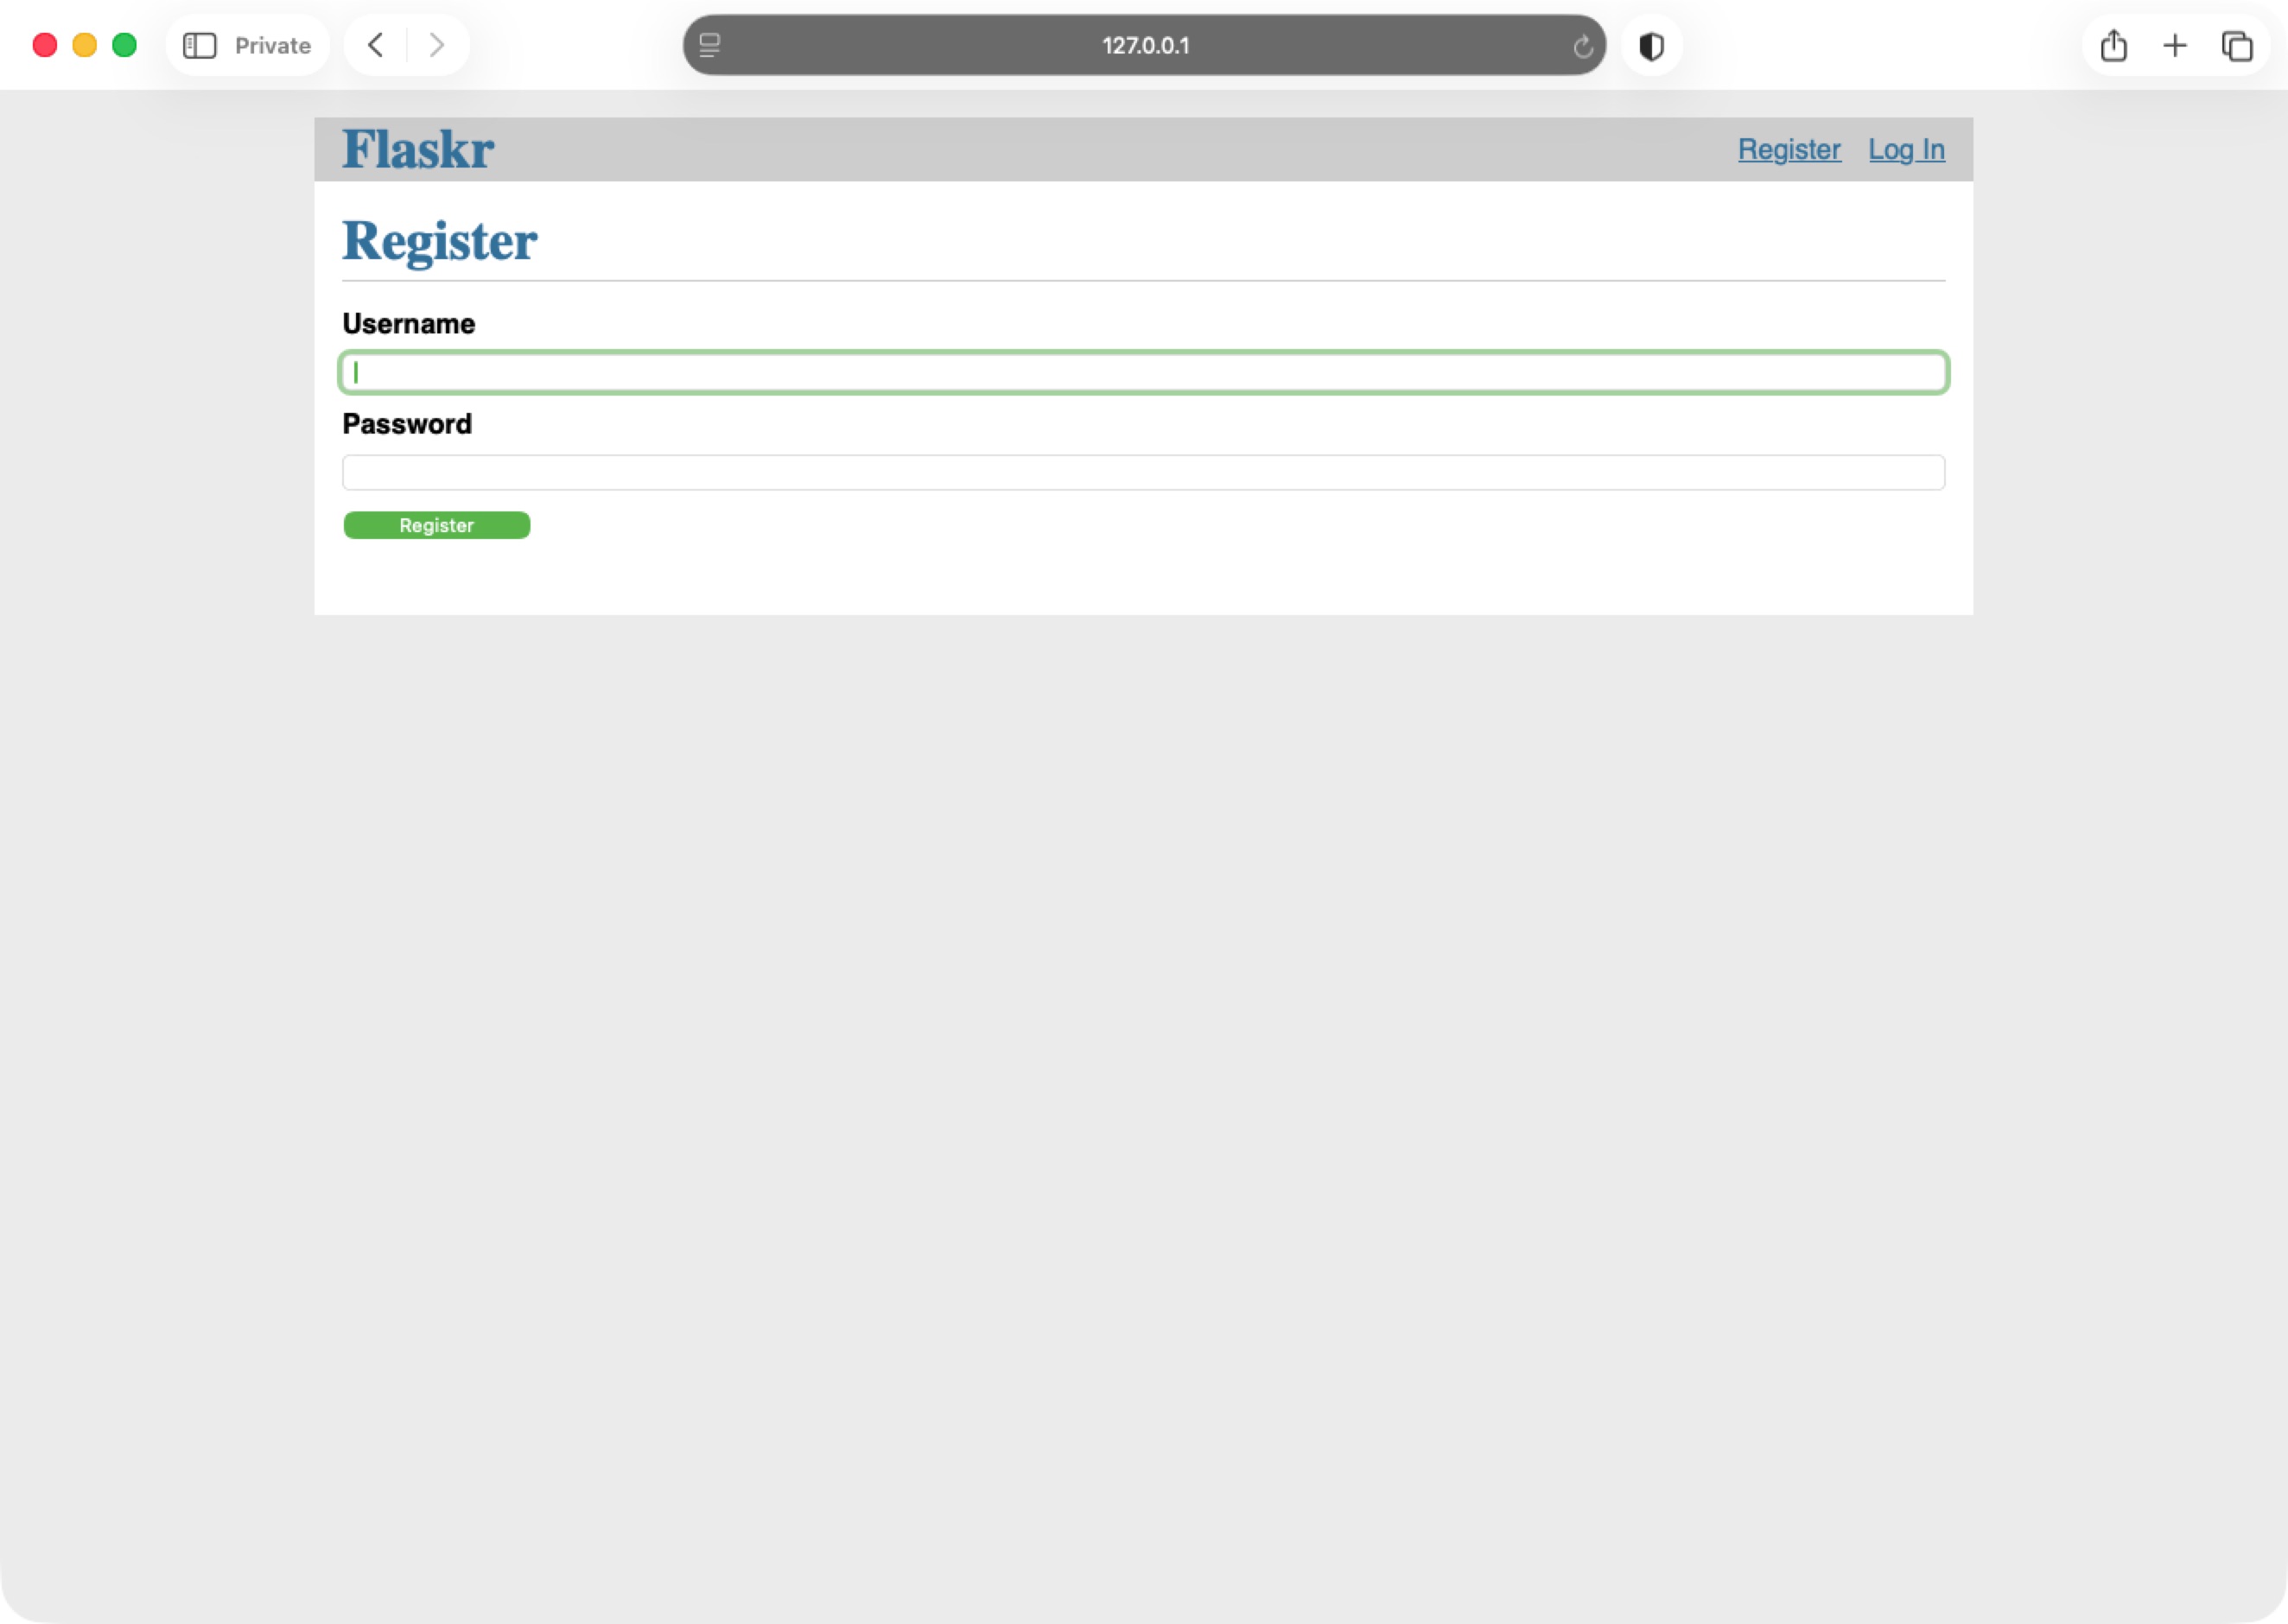 Private
127.0.0.1
Flaskr
Register Log In
Register
Username
Password
Register